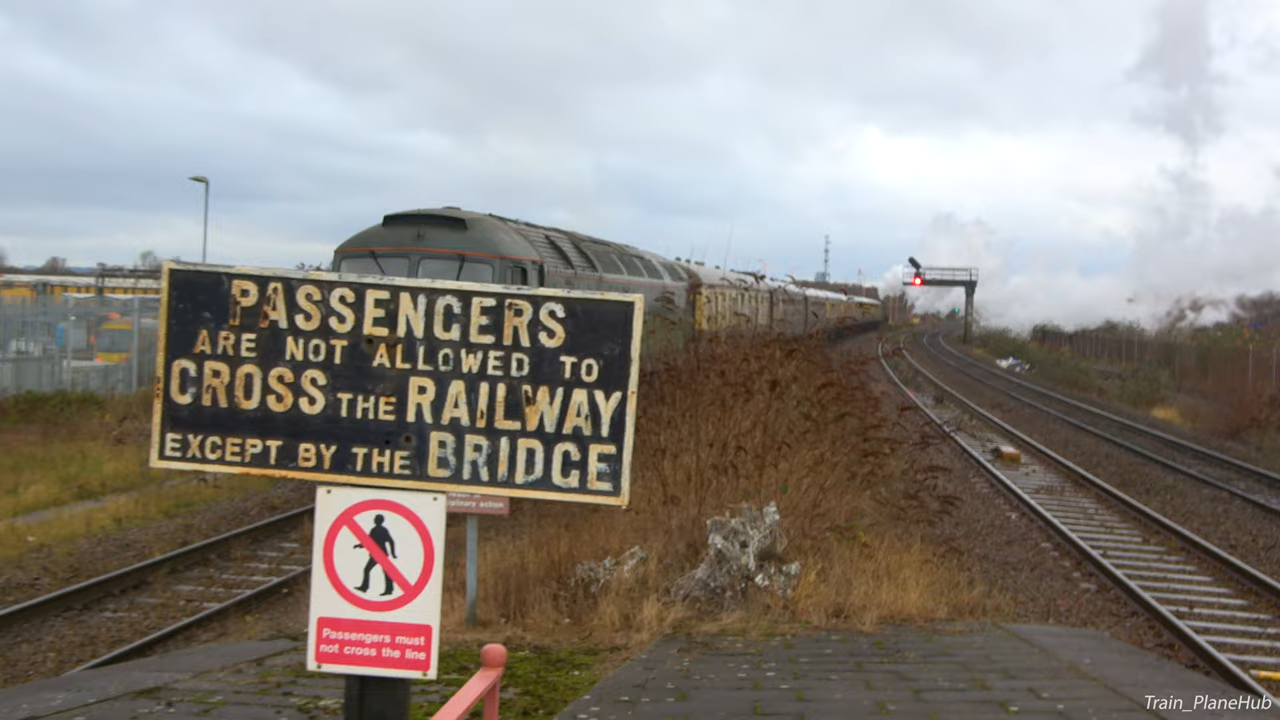 PASSENGERS
ARE NOT ALLOWED TO
CROSS THE RAILWAY
EXCEPT BY THE BRIDGE
Passengers must
not cross the line
action
Train_PlaneHub